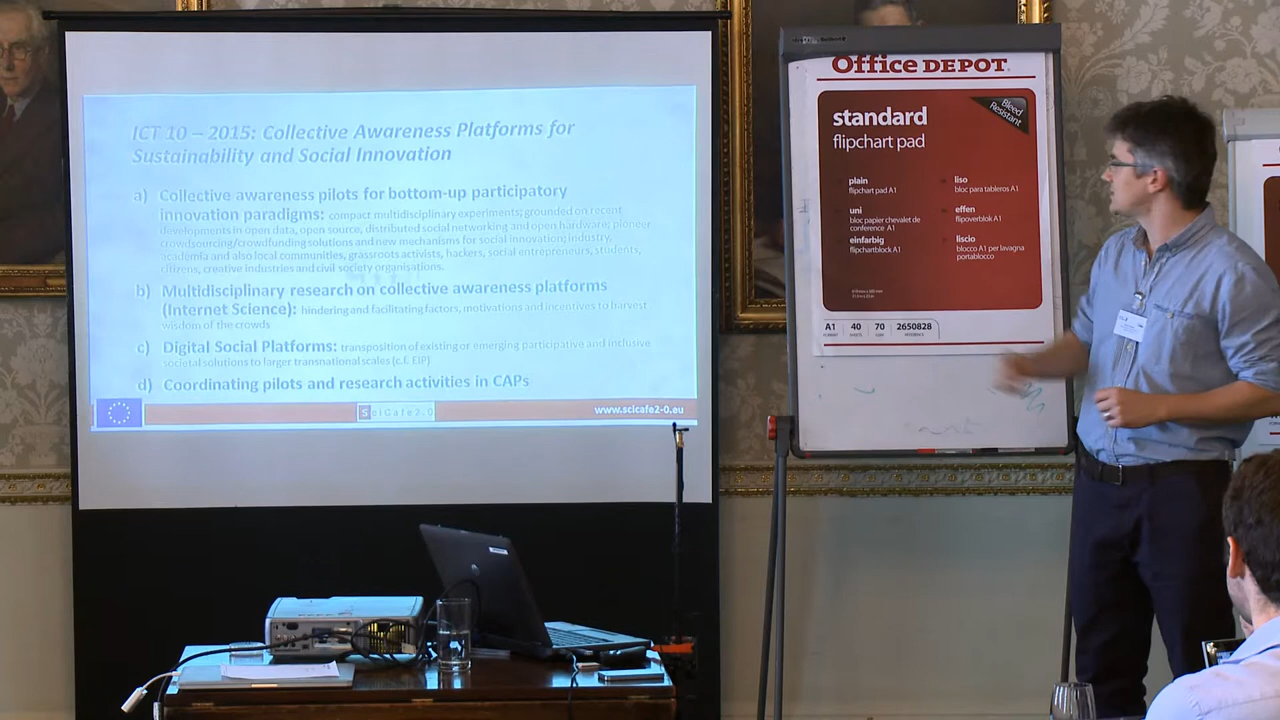 ICT 10 – 2015: Collective Awareness Platforms for
Sustainability and Social Innovation
a) Collective awareness pilots for bottom-up participatory
innovation paradigms: compact multidisciplinary experiments; grounded on recent
developments in open data, open source, distributed social networking and open hardware; pioneer
crowdsourcing/crowdfunding solutions and new mechanisms for social innovation; industry,
academia and also local communities, grassroots activists, hackers, social entrepreneurs, students,
citizens, creative industries and civil society organisations.
b) Multidisciplinary research on collective awareness platforms
(Internet Science): hindering and facilitating factors, motivations and incentives to harvest
wisdom of the crowds
c) Digital Social Platforms: transposition of existing or emerging participative and inclusive
societal solutions to larger transnational scales (c.f. EIP)
d) Coordinating pilots and research activities in CAPs
SciCafe2.0
www.scicafe2-0.eu
Office DEPOT
standard
flipchart pad
Bleed
Resistant
plain
flipchart pad A1
uni
bloc papier chevalet de
conference A1
einfarbig
flipchartblock A1
liso
bloc para tableros A1
effen
flipoverblok A1
liscio
blocco A1 per lavagna
portablocco
A1 40 70 2650828
FORMAT SHEETS GSM REFERENCE